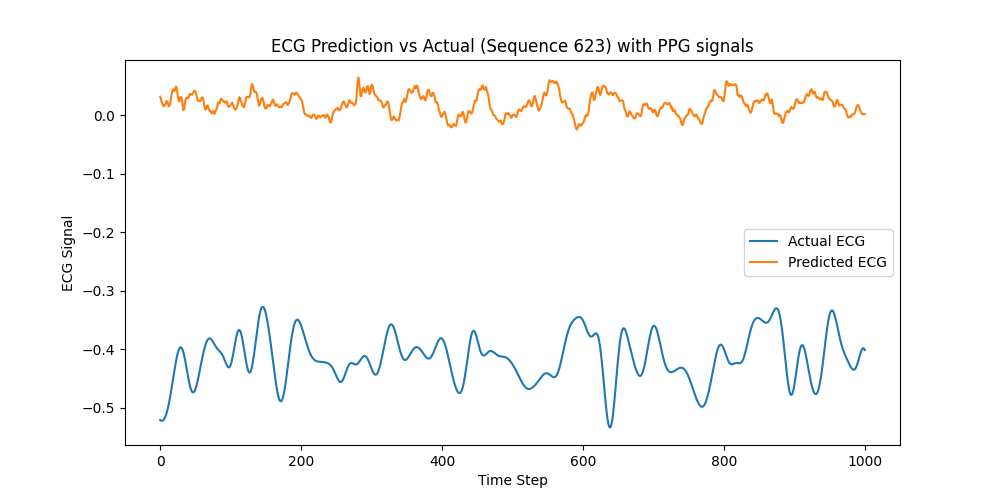 ECG Prediction vs Actual (Sequence 623) with PPG signals
0.0
−0.1
−0.2
−0.3
−0.4
−0.5
ECG Signal
Actual ECG
Predicted ECG
0 200 400 600 800 1000
Time Step